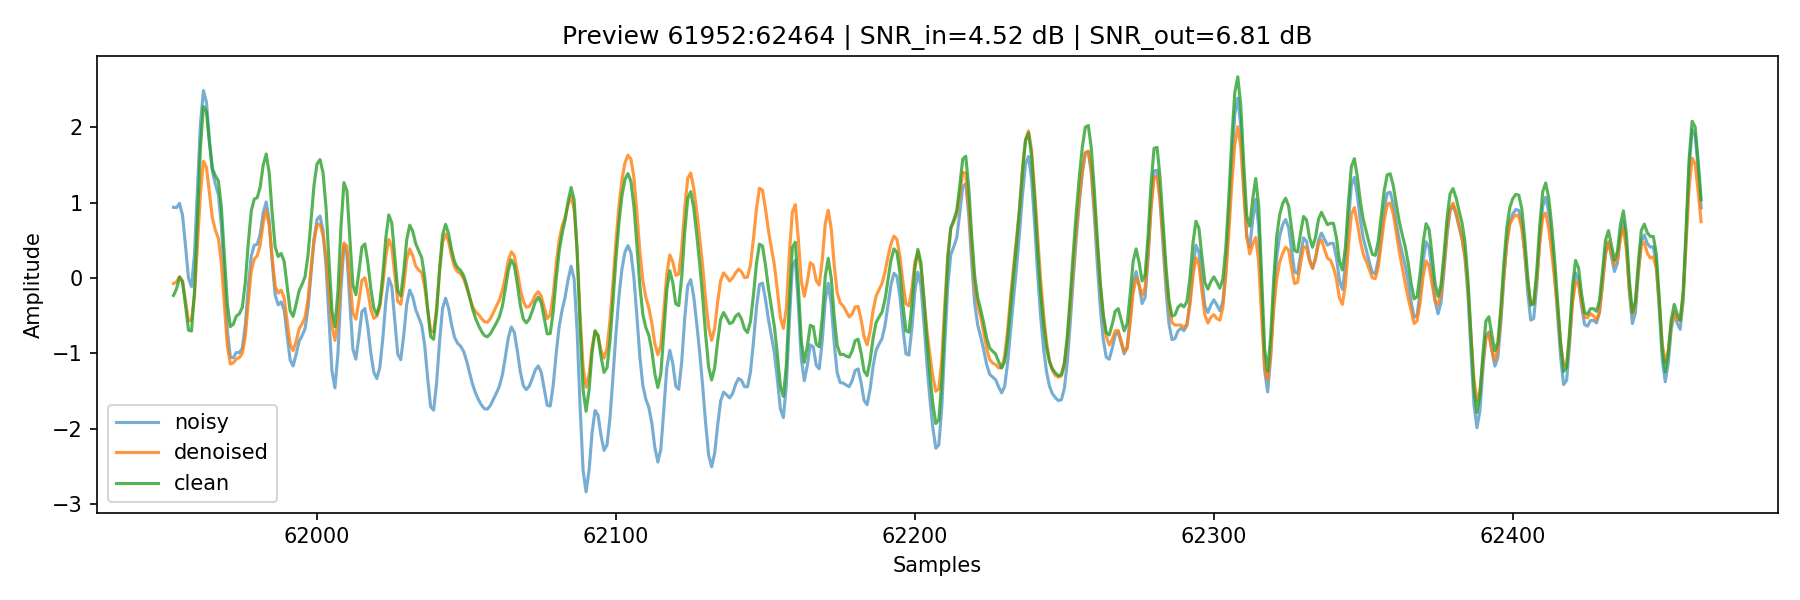 Preview 61952:62464 | SNR_in=4.52 dB | SNR_out=6.81 dB
Amplitude
2
1
0
−1
−2
−3
noisy
denoised
clean
62000 62100 62200 62300 62400
Samples